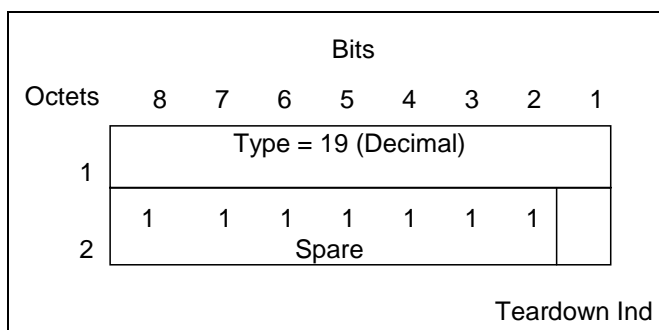 Bits
Octets 8 7 6 5 4 3 2 1
Type = 19 (Decimal)
1
1 1 1 1 1 1 1
2 Spare
Teardown Ind